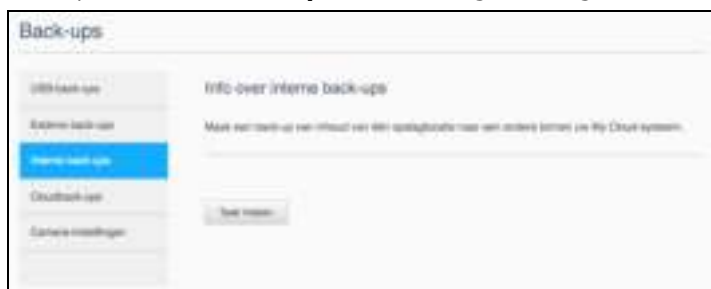 Back-ups
USB-back-ups
Info over interne back-ups
Externe back-ups
Maak een back-up van inhoud van één opslaglocatie naar een andere binnen uw My Cloud-systeem.
Interne back-ups
Cloudback-ups
Taak maken
Camera-instellingen